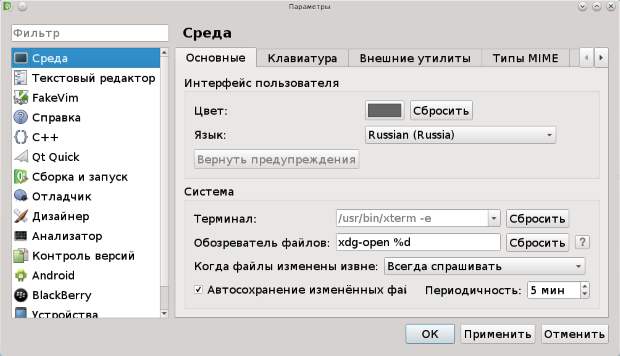 Параметры
Фильтр
Среда
Текстовый редактор
FakeVim
Справка
C++
Qt Quick
Сборка и запуск
Отладчик
Дизайнер
Анализатор
Контроль версий
Android
BlackBerry
Устройства
Среда
Основные Клавиатура Внешние утилиты Типы MIME
Интерфейс пользователя
Цвет: Сбросить
Язык: Russian (Russia)
Вернуть предупреждения
Система
Терминал: /usr/bin/xterm -e Сбросить
Обозреватель файлов: xdg-open %d Сбросить ?
Когда файлы изменены извне: Всегда спрашивать
Автосохранение изменённых фай Периодичность: 5 мин
ОК Применить Отменить